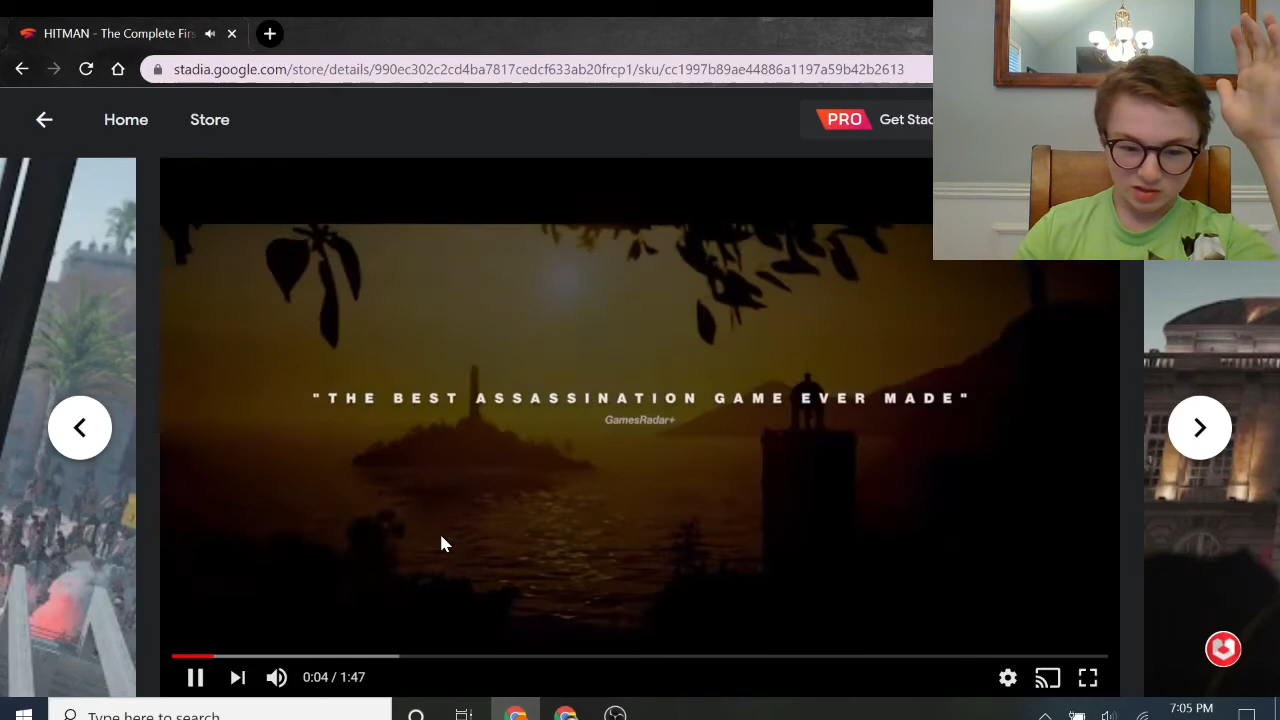 HITMAN - The Complete Firs
stadia.google.com/store/details/990ec302c2cd4ba7817cedcf633ab20frcp1/sku/cc1997b89ae44886a1197a59b42b2613
Home
Store
PRO
Get Stad
"THE BEST ASSASSINATION GAME EVER MADE"
GamesRadar+
0:04 / 1:47
Type here to search
7:05 PM